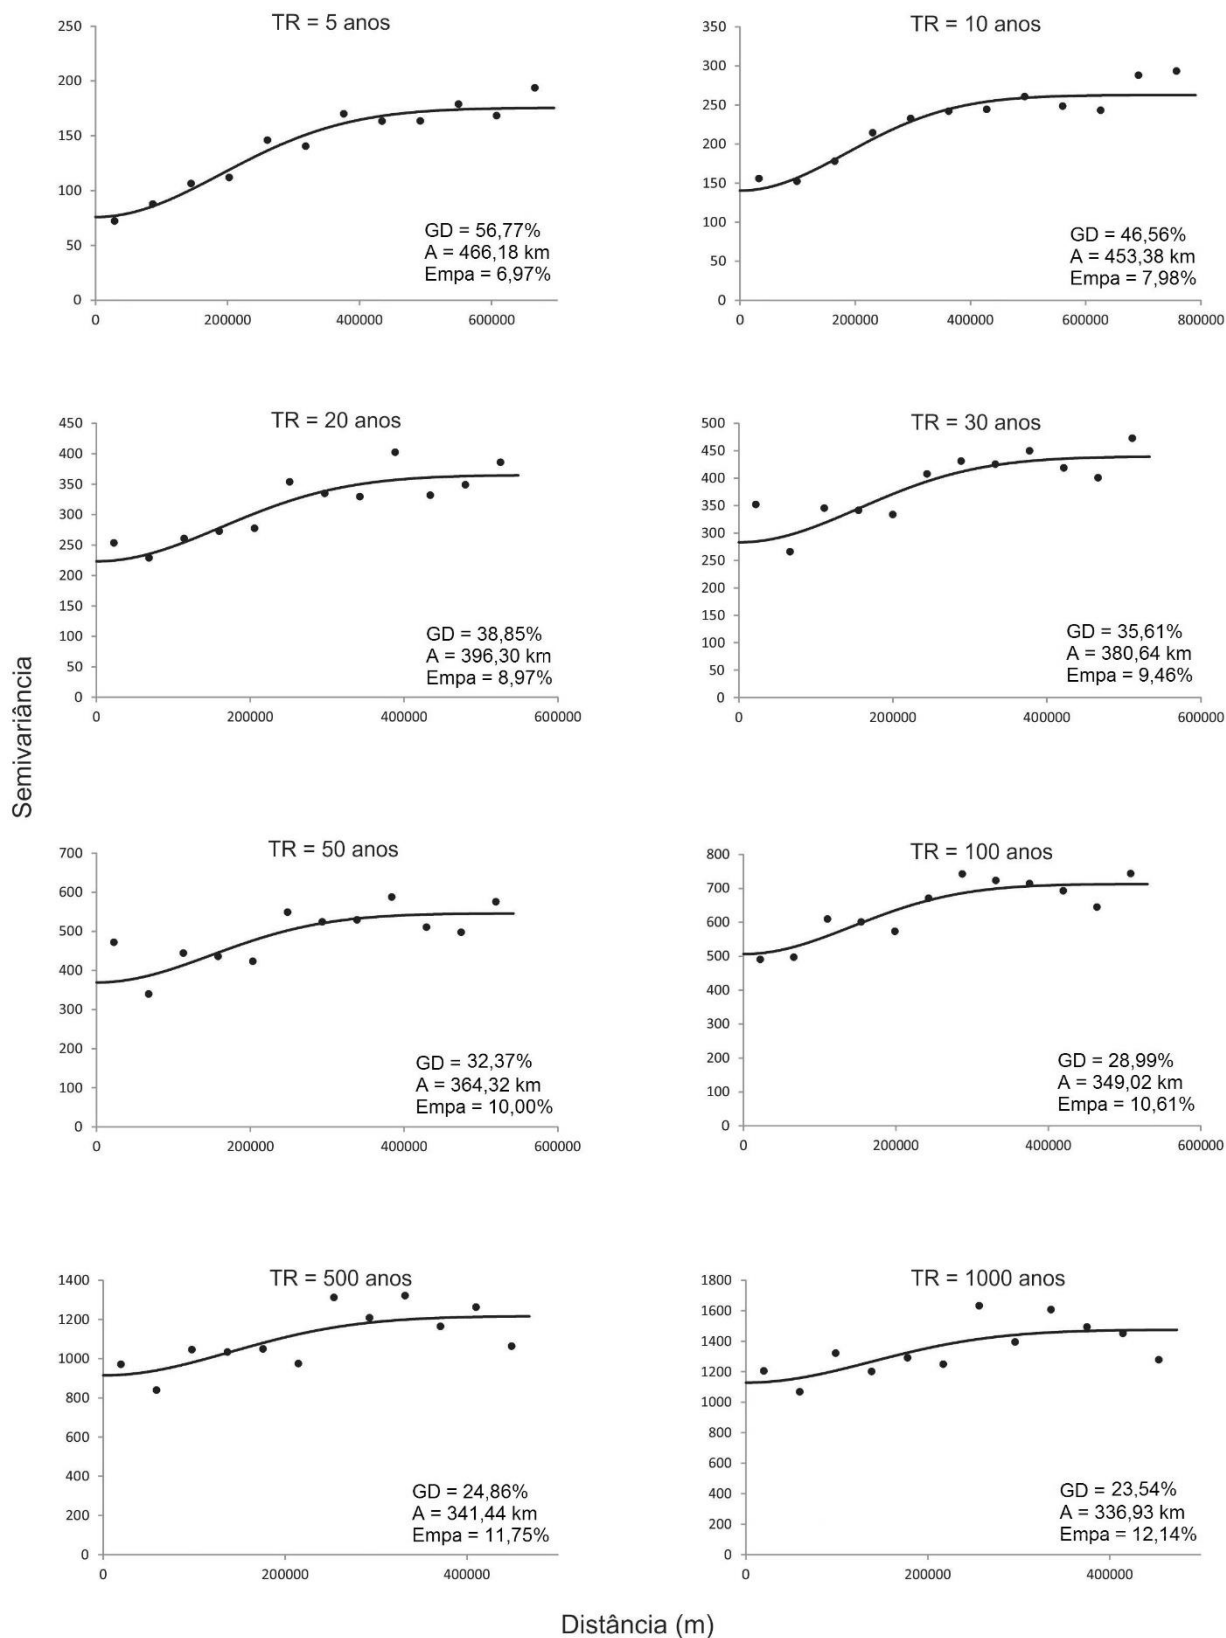 TR = 5 anos
250
200
150
100
50
0
0 200000 400000 600000
GD = 56,77%
A = 466,18 km
Empa = 6,97%
TR = 10 anos
350
300
250
200
150
100
50
0
0 200000 400000 600000 800000
GD = 46,56%
A = 453,38 km
Empa = 7,98%
TR = 20 anos
450
400
350
300
250
200
150
100
50
0
0 200000 400000 600000
GD = 38,85%
A = 396,30 km
Empa = 8,97%
TR = 30 anos
500
450
400
350
300
250
200
150
100
50
0
0 200000 400000 600000
GD = 35,61%
A = 380,64 km
Empa = 9,46%
Semivariância
TR = 50 anos
700
600
500
400
300
200
100
0
0 200000 400000 600000
GD = 32,37%
A = 364,32 km
Empa = 10,00%
TR = 100 anos
800
700
600
500
400
300
200
100
0
0 200000 400000 600000
GD = 28,99%
A = 349,02 km
Empa = 10,61%
TR = 500 anos
1400
1200
1000
800
600
400
200
0
0 200000 400000
GD = 24,86%
A = 341,44 km
Empa = 11,75%
TR = 1000 anos
1800
1600
1400
1200
1000
800
600
400
200
0
0 200000 400000
GD = 23,54%
A = 336,93 km
Empa = 12,14%
Distância (m)